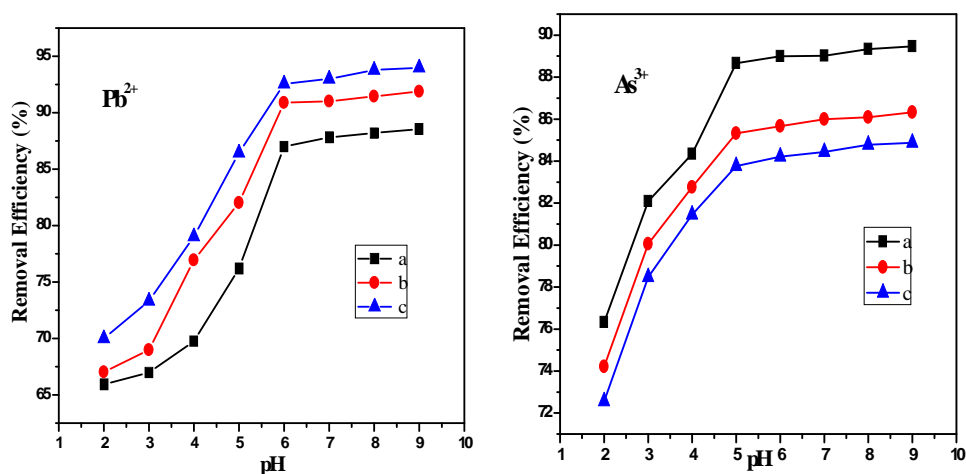 Removal Efficiency (%)
95
90
85
80
75
70
65
Pb²⁺
a
b
c
1 2 3 4 5 6 7 8 9 10
pH
Removal Efficiency (%)
90
88
86
84
82
80
78
76
74
72
As³⁺
a
b
c
1 2 3 4 5 6 7 8 9 10
pH